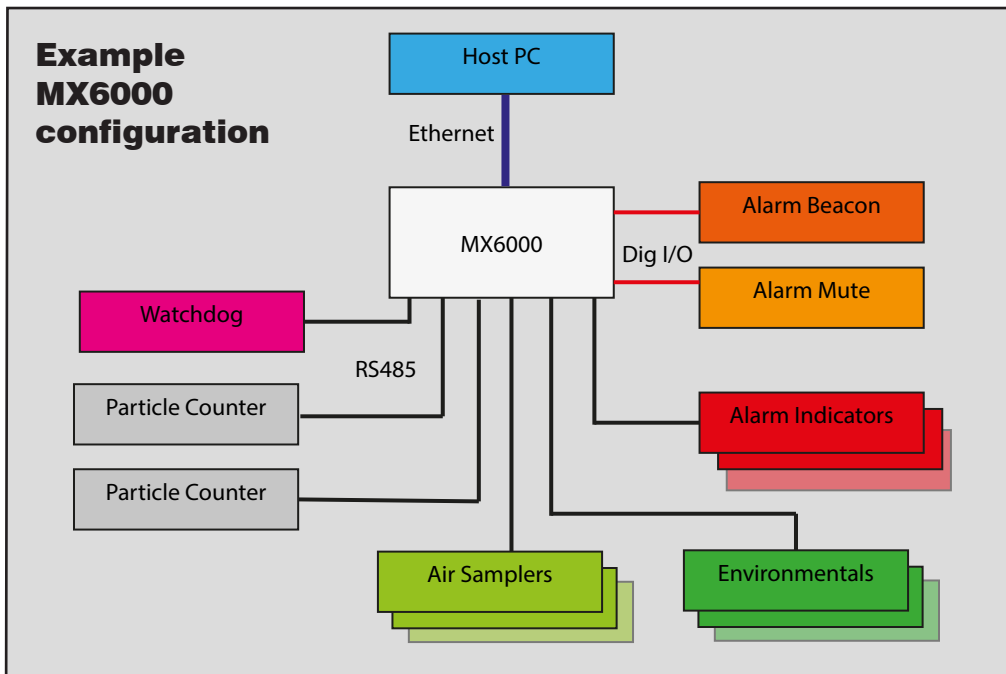 Example
MX6000
configuration
Host PC
Ethernet
MX6000
Alarm Beacon
Dig I/O
Alarm Mute
Watchdog
RS485
Particle Counter
Alarm Indicators
Particle Counter
Air Samplers
Environmentals